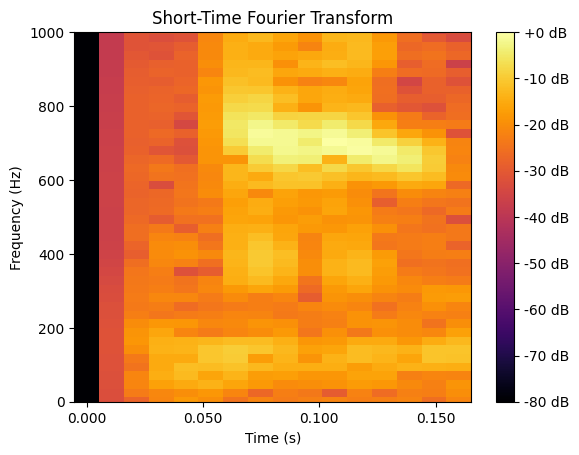 Short-Time Fourier Transform
1000
800
600
400
200
0
Frequency (Hz)
0.000
0.050
0.100
0.150
Time (s)
+0 dB
-10 dB
-20 dB
-30 dB
-40 dB
-50 dB
-60 dB
-70 dB
-80 dB